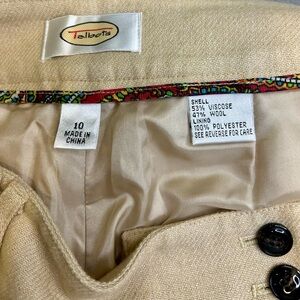 Talbots
10
MADE IN
CHINA
SHELL
53% VISCOSE
47% WOOL
LINING
100% POLYESTER
SEE REVERSE FOR CARE